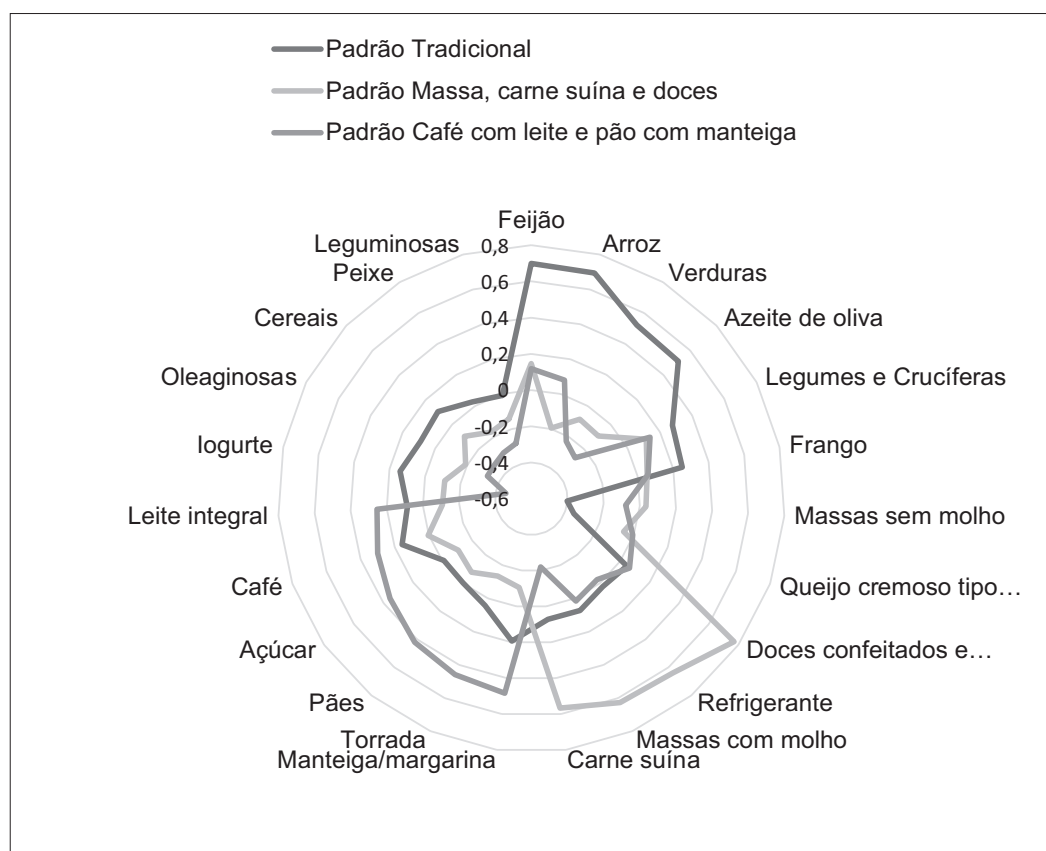 Padrão Tradicional
Padrão Massa, carne suína e doces
Padrão Café com leite e pão com manteiga
Feijão
Arroz
Verduras
Azeite de oliva
Legumes e Crucíferas
Frango
Massas sem molho
Queijo cremoso tipo…
Doces confeitados e…
Refrigerante
Massas com molho
Carne suína
Manteiga/margarina
Torrada
Pães
Açúcar
Café
Leite integral
Iogurte
Oleaginosas
Cereais
Peixe
Leguminosas
0,8
0,6
0,4
0,2
0
-0,2
-0,4
-0,6